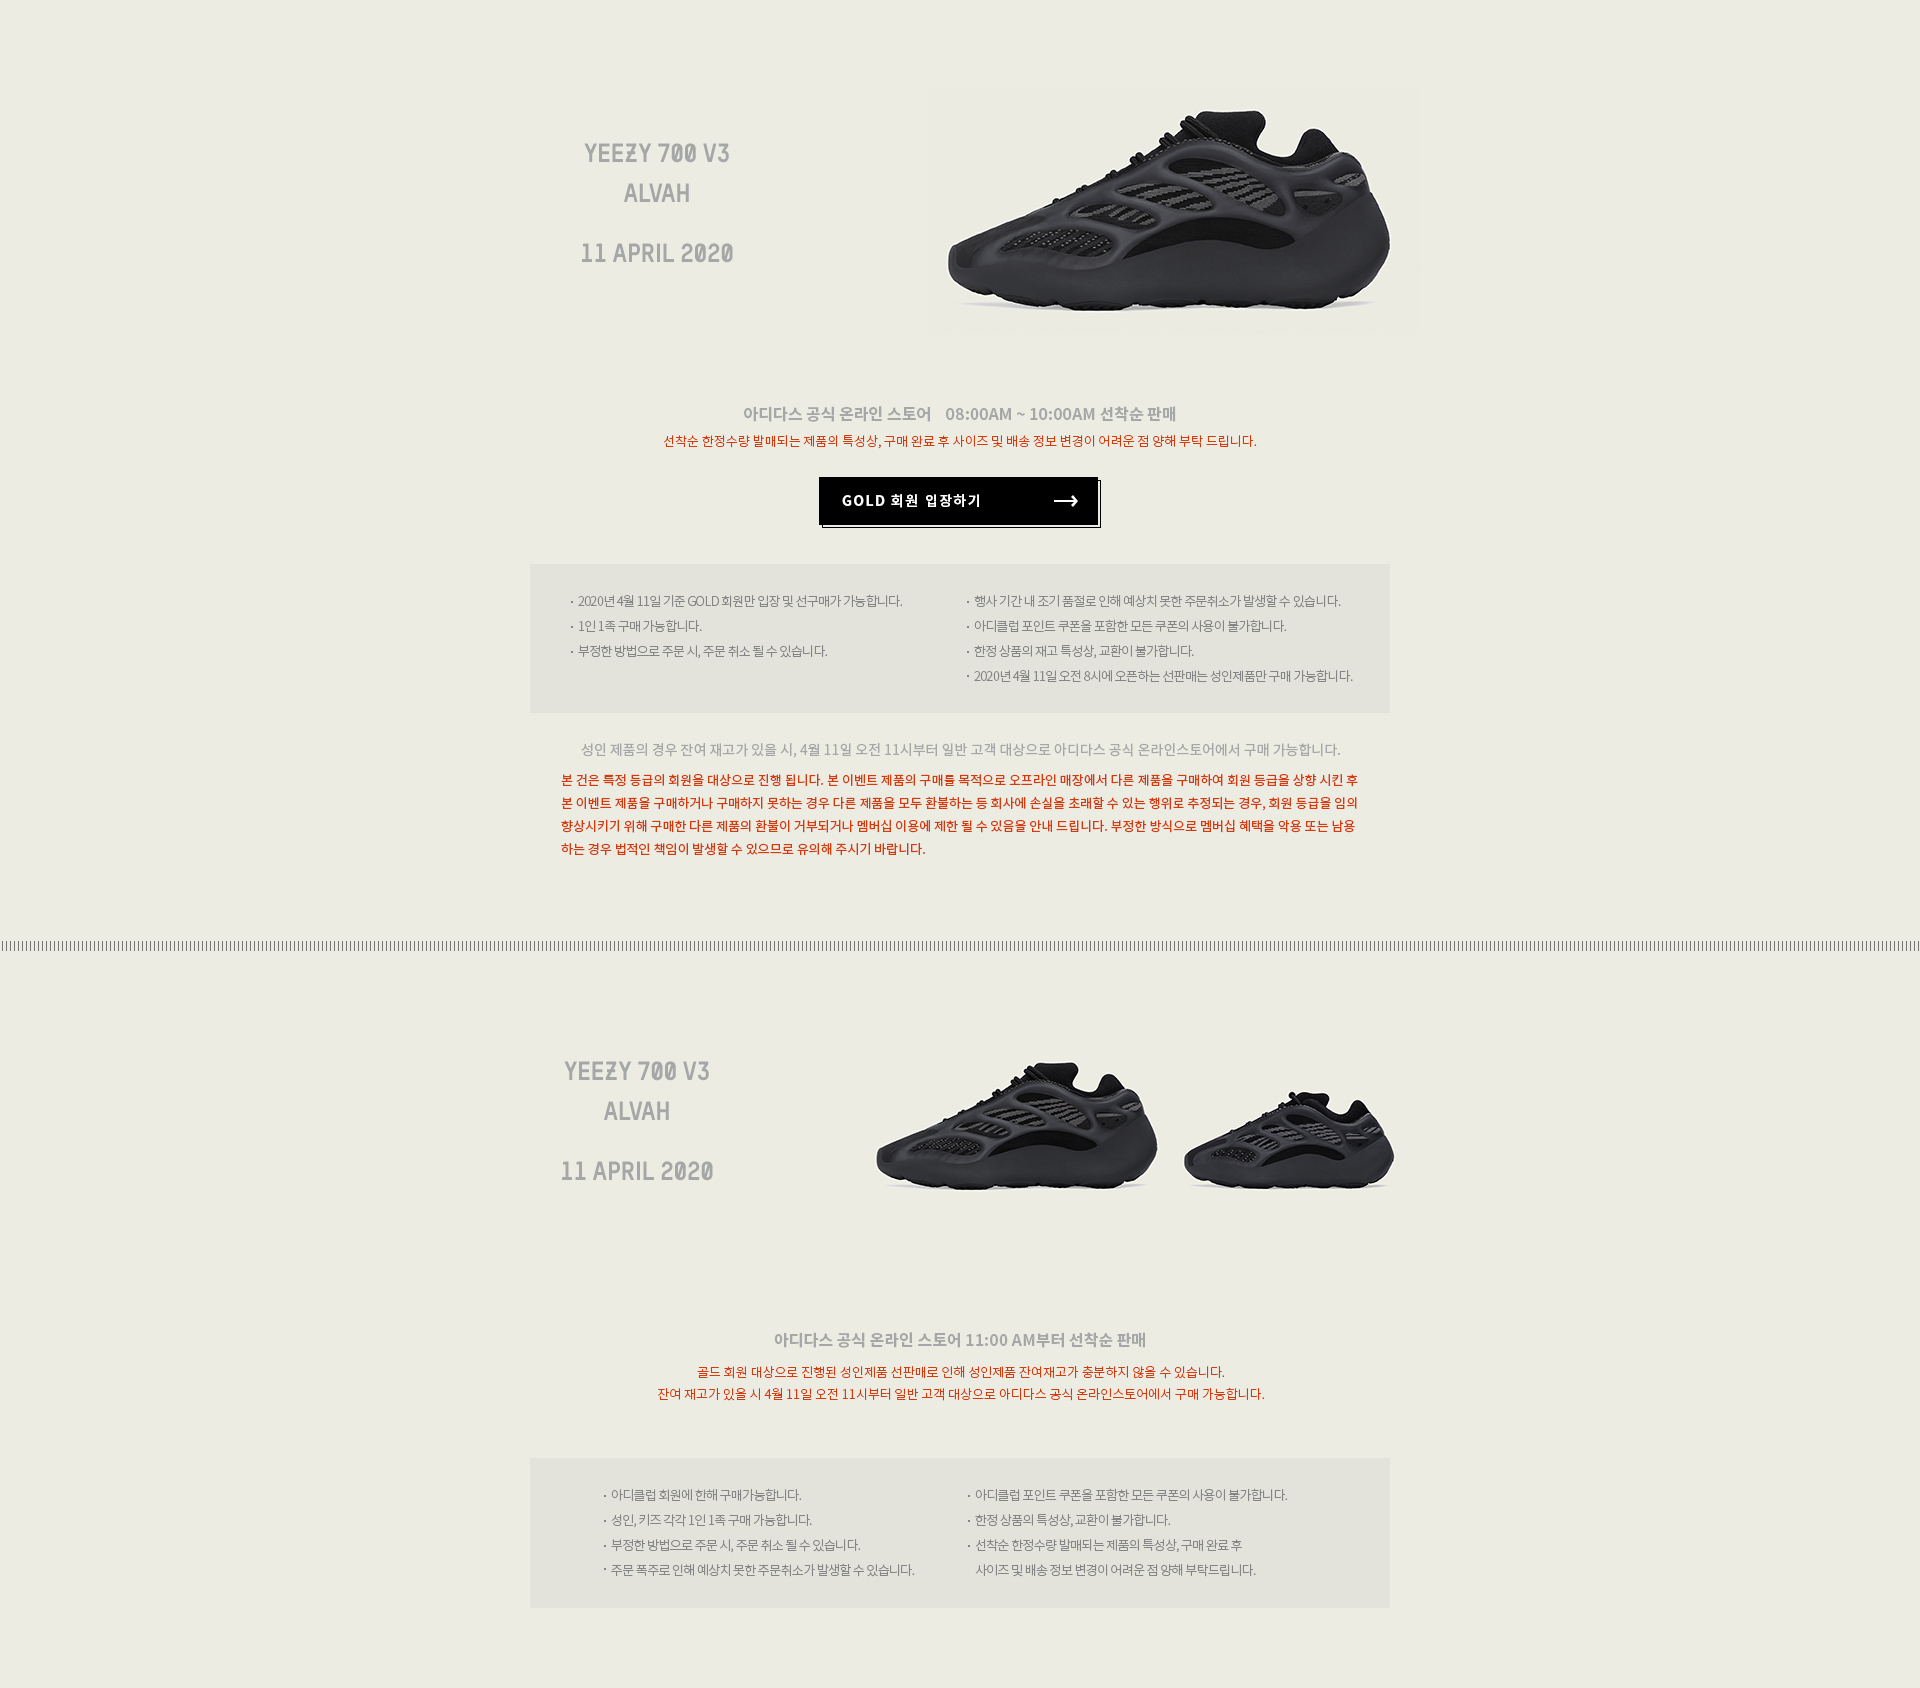 YEEZY 700 V3
ALVAH
11 APRIL 2020
아디다스 공식 온라인 스토어 08:00AM ~ 10:00AM 선착순 판매
선착순 한정수량 발매되는 제품의 특성상, 구매 완료 후 사이즈 및 배송 정보 변경이 어려운 점 양해 부탁 드립니다.
GOLD 회원 입장하기 →
· 2020년 4월 11일 기준 GOLD 회원만 입장 및 선구매가 가능합니다.
· 1인 1족 구매 가능합니다.
· 부정한 방법으로 주문 시, 주문 취소 될 수 있습니다.
· 행사 기간 내 조기 품절로 인해 예상치 못한 주문취소가 발생할 수 있습니다.
· 아디클럽 포인트 쿠폰을 포함한 모든 쿠폰의 사용이 불가합니다.
· 한정 상품의 재고 특성상, 교환이 불가합니다.
· 2020년 4월 11일 오전 8시에 오픈하는 선판매는 성인제품만 구매 가능합니다.
성인 제품의 경우 잔여 재고가 있을 시, 4월 11일 오전 11시부터 일반 고객 대상으로 아디다스 공식 온라인스토어에서 구매 가능합니다.
본 건은 특정 등급의 회원을 대상으로 진행 됩니다. 본 이벤트 제품의 구매를 목적으로 오프라인 매장에서 다른 제품을 구매하여 회원 등급을 상향 시킨 후
본 이벤트 제품을 구매하거나 구매하지 못하는 경우 다른 제품을 모두 환불하는 등 회사에 손실을 초래할 수 있는 행위로 추정되는 경우, 회원 등급을 임의
향상시키기 위해 구매한 다른 제품의 환불이 거부되거나 멤버십 이용에 제한 될 수 있음을 안내 드립니다. 부정한 방식으로 멤버십 혜택을 악용 또는 남용
하는 경우 법적인 책임이 발생할 수 있으므로 유의해 주시기 바랍니다.
YEEZY 700 V3
ALVAH
11 APRIL 2020
아디다스 공식 온라인 스토어 11:00 AM부터 선착순 판매
골드 회원 대상으로 진행된 성인제품 선판매로 인해 성인제품 잔여재고가 충분하지 않을 수 있습니다.
잔여 재고가 있을 시 4월 11일 오전 11시부터 일반 고객 대상으로 아디다스 공식 온라인스토어에서 구매 가능합니다.
· 아디클럽 회원에 한해 구매가능합니다.
· 성인, 키즈 각각 1인 1족 구매 가능합니다.
· 부정한 방법으로 주문 시, 주문 취소 될 수 있습니다.
· 주문 폭주로 인해 예상치 못한 주문취소가 발생할 수 있습니다.
· 아디클럽 포인트 쿠폰을 포함한 모든 쿠폰의 사용이 불가합니다.
· 한정 상품의 특성상, 교환이 불가합니다.
· 선착순 한정수량 발매되는 제품의 특성상, 구매 완료 후
사이즈 및 배송 정보 변경이 어려운 점 양해 부탁드립니다.